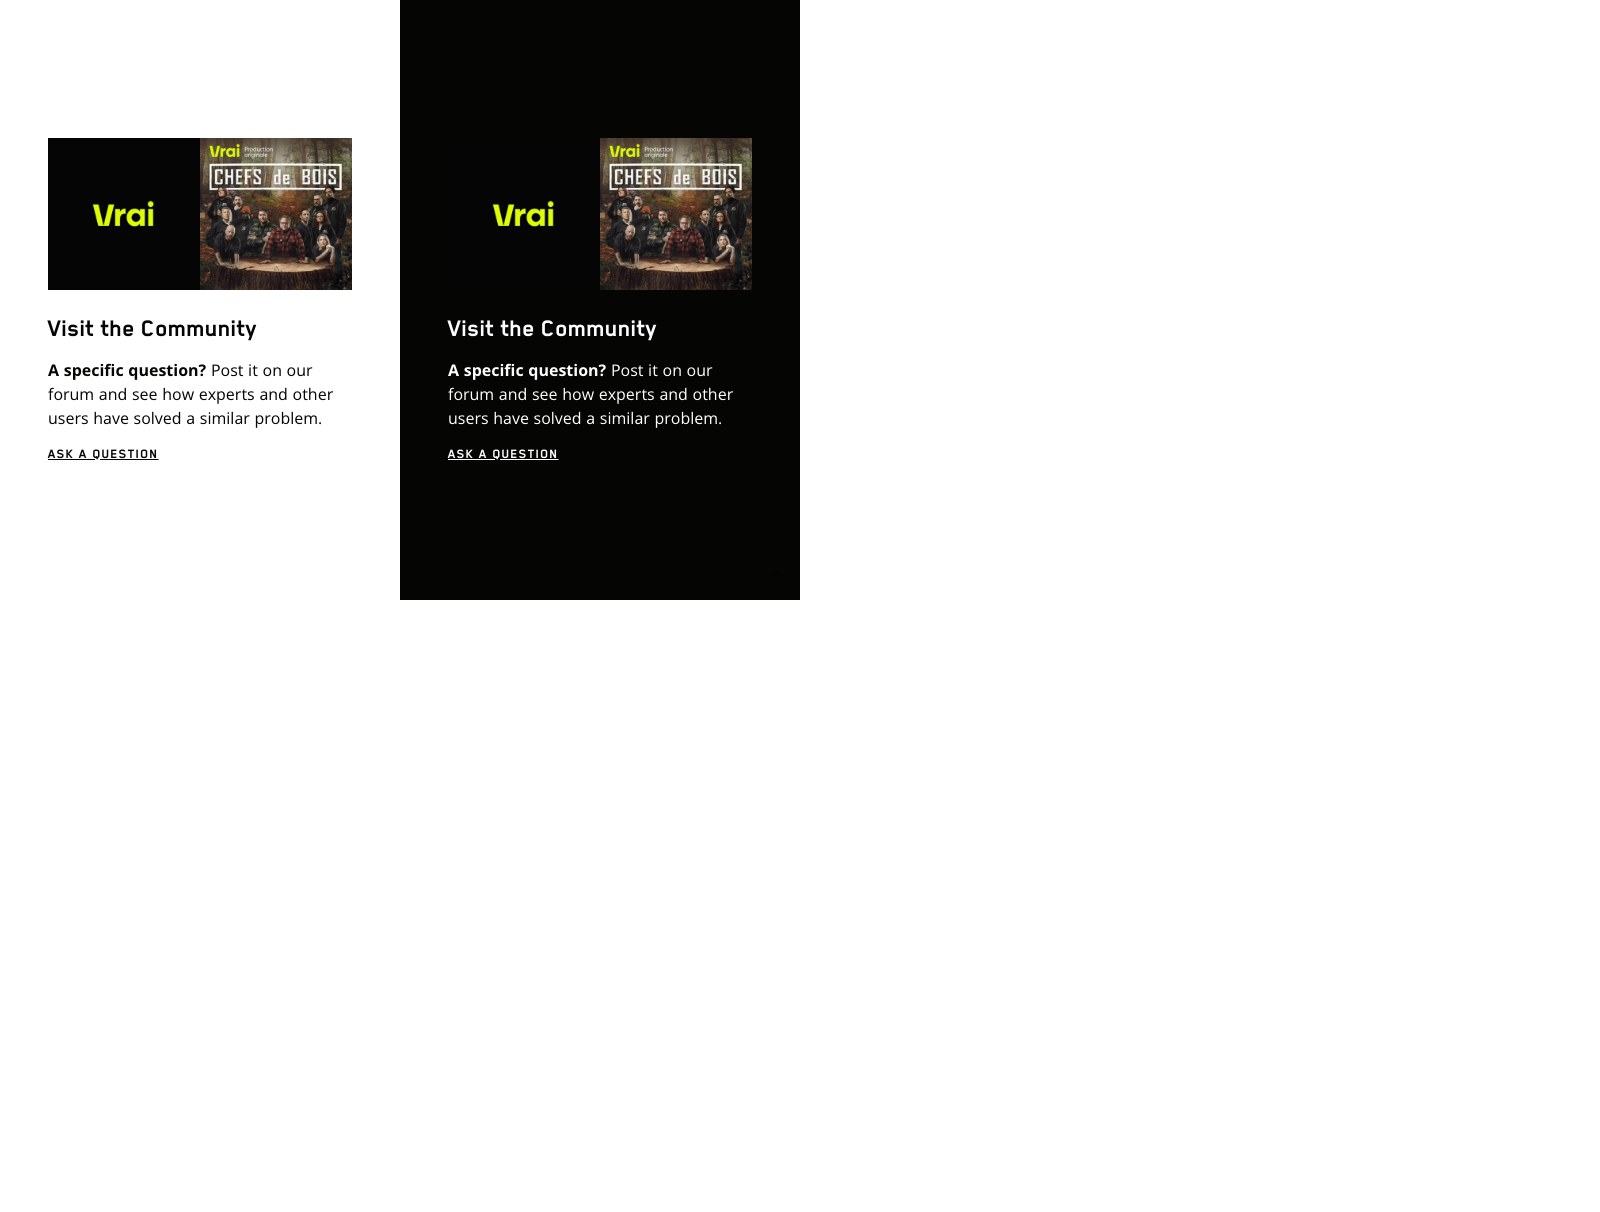 Vrai
Vrai Production
originale
CHEFS de BOIS
Visit the Community
A specific question? Post it on our
forum and see how experts and other
users have solved a similar problem.
ASK A QUESTION
Vrai
Vrai Production
originale
CHEFS de BOIS
Visit the Community
A specific question? Post it on our
forum and see how experts and other
users have solved a similar problem.
ASK A QUESTION